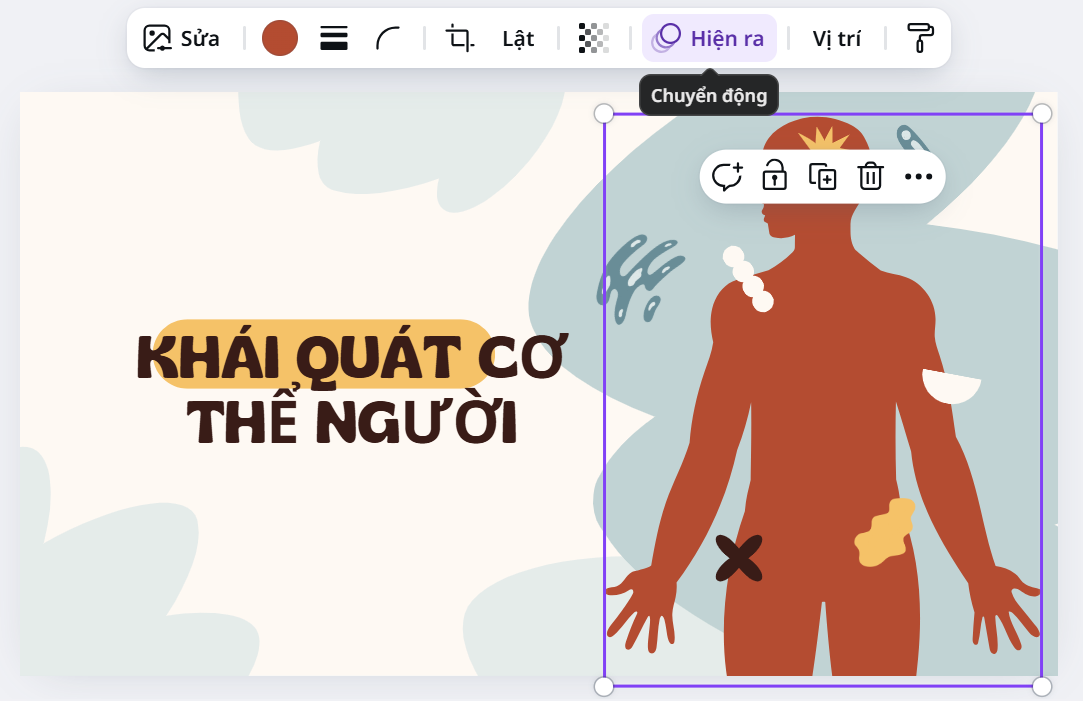 Sửa Lật Hiện ra Vị trí
Chuyển động
KHÁI QUÁT CƠ
THỂ NGƯỜI